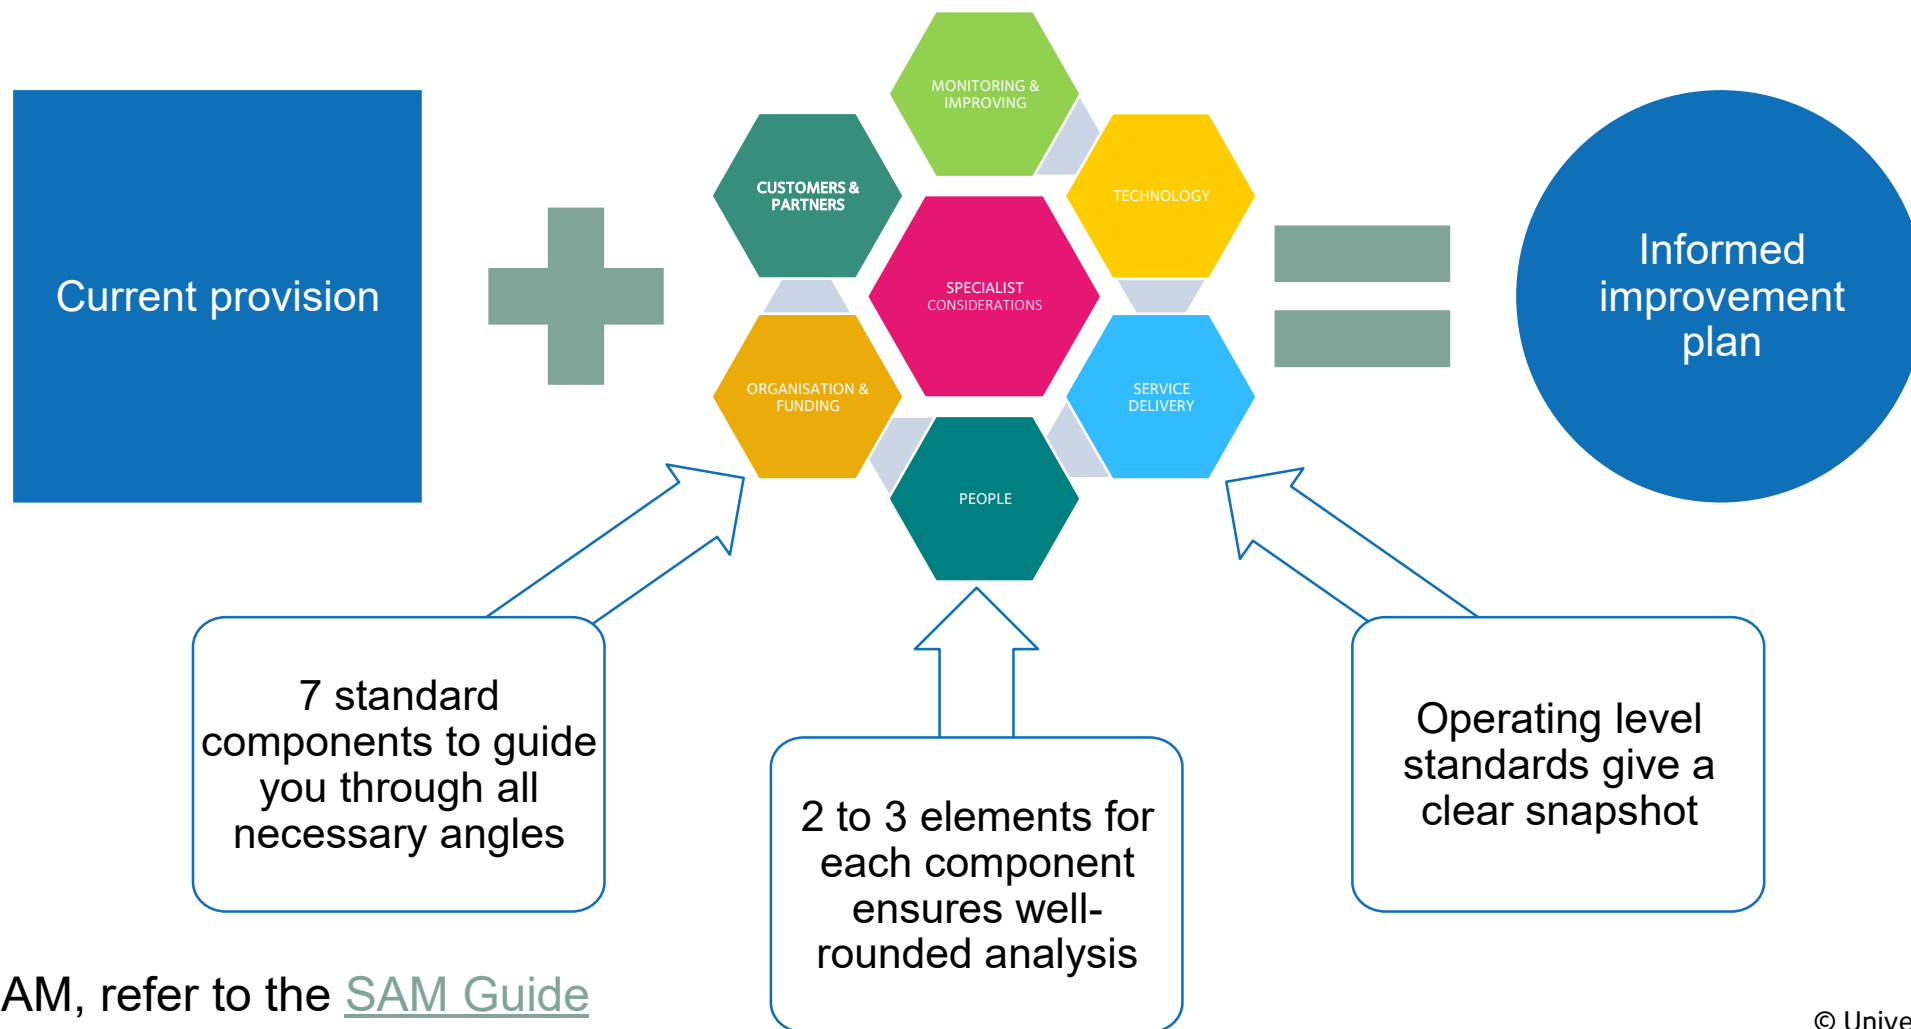 MONITORING &
IMPROVING
CUSTOMERS &
PARTNERS
TECHNOLOGY
Current provision
SPECIALIST
CONSIDERATIONS
Informed
improvement
plan
ORGANISATION &
FUNDING
SERVICE
DELIVERY
PEOPLE
7 standard
components to guide
you through all
necessary angles
2 to 3 elements for
each component
ensures well-
rounded analysis
Operating level
standards give a
clear snapshot
AM, refer to the SAM Guide
© Unive